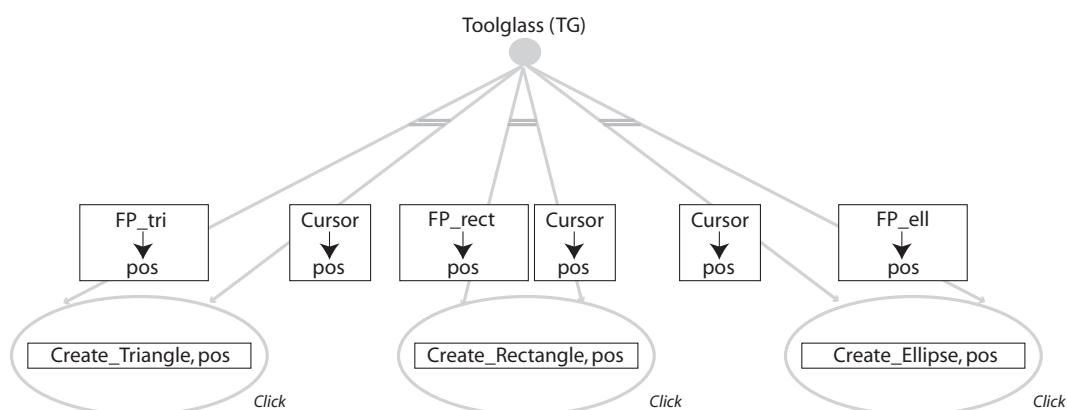 Toolglass (TG)
FP_tri
pos
Cursor
pos
FP_rect
pos
Cursor
pos
Cursor
pos
FP_ell
pos
Create_Triangle, pos
Click
Create_Rectangle, pos
Click
Create_Ellipse, pos
Click